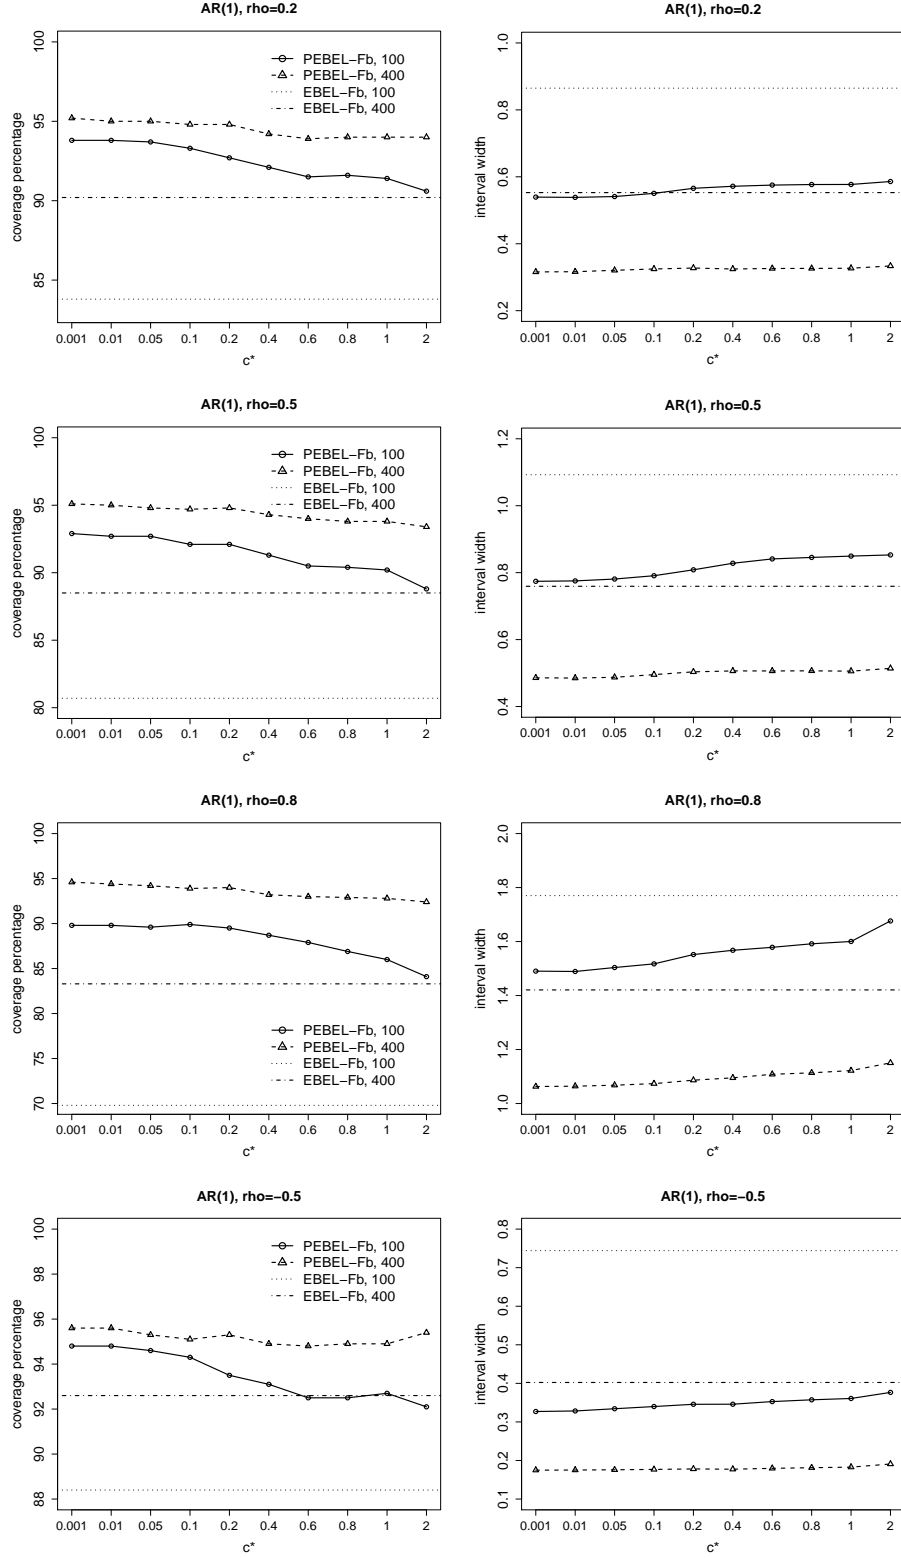 AR(1), rho=0.2
coverage percentage
100
95
90
85
PEBEL−Fb, 100
PEBEL−Fb, 400
EBEL−Fb, 100
EBEL−Fb, 400
0.001 0.01 0.05 0.1 0.2 0.4 0.6 0.8 1 2
c*
AR(1), rho=0.2
interval width
1.0
0.8
0.6
0.4
0.2
0.001 0.01 0.05 0.1 0.2 0.4 0.6 0.8 1 2
c*
AR(1), rho=0.5
coverage percentage
100
95
90
85
80
PEBEL−Fb, 100
PEBEL−Fb, 400
EBEL−Fb, 100
EBEL−Fb, 400
0.001 0.01 0.05 0.1 0.2 0.4 0.6 0.8 1 2
c*
AR(1), rho=0.5
interval width
1.2
1.0
0.8
0.6
0.4
0.001 0.01 0.05 0.1 0.2 0.4 0.6 0.8 1 2
c*
AR(1), rho=0.8
coverage percentage
100
95
90
85
80
75
70
PEBEL−Fb, 100
PEBEL−Fb, 400
EBEL−Fb, 100
EBEL−Fb, 400
0.001 0.01 0.05 0.1 0.2 0.4 0.6 0.8 1 2
c*
AR(1), rho=0.8
interval width
2.0
1.8
1.6
1.4
1.2
1.0
0.001 0.01 0.05 0.1 0.2 0.4 0.6 0.8 1 2
c*
AR(1), rho=−0.5
coverage percentage
100
98
96
94
92
90
88
PEBEL−Fb, 100
PEBEL−Fb, 400
EBEL−Fb, 100
EBEL−Fb, 400
0.001 0.01 0.05 0.1 0.2 0.4 0.6 0.8 1 2
c*
AR(1), rho=−0.5
interval width
0.8
0.7
0.6
0.5
0.4
0.3
0.2
0.1
0.001 0.01 0.05 0.1 0.2 0.4 0.6 0.8 1 2
c*